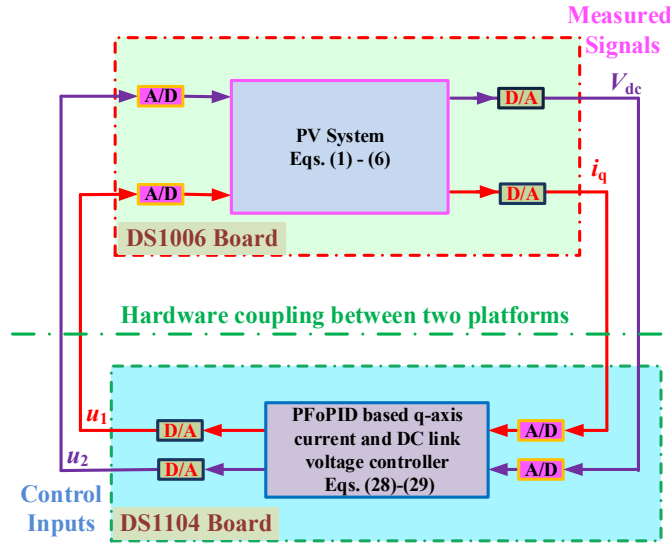 Measured
Signals
A/D
D/A
V_dc
PV System
Eqs. (1) - (6)
A/D
D/A
i_q
DS1006 Board
Hardware coupling between two platforms
u_1
D/A
PFoPID based q-axis
current and DC link
voltage controller
Eqs. (28)-(29)
A/D
u_2
D/A
A/D
Control
Inputs
DS1104 Board